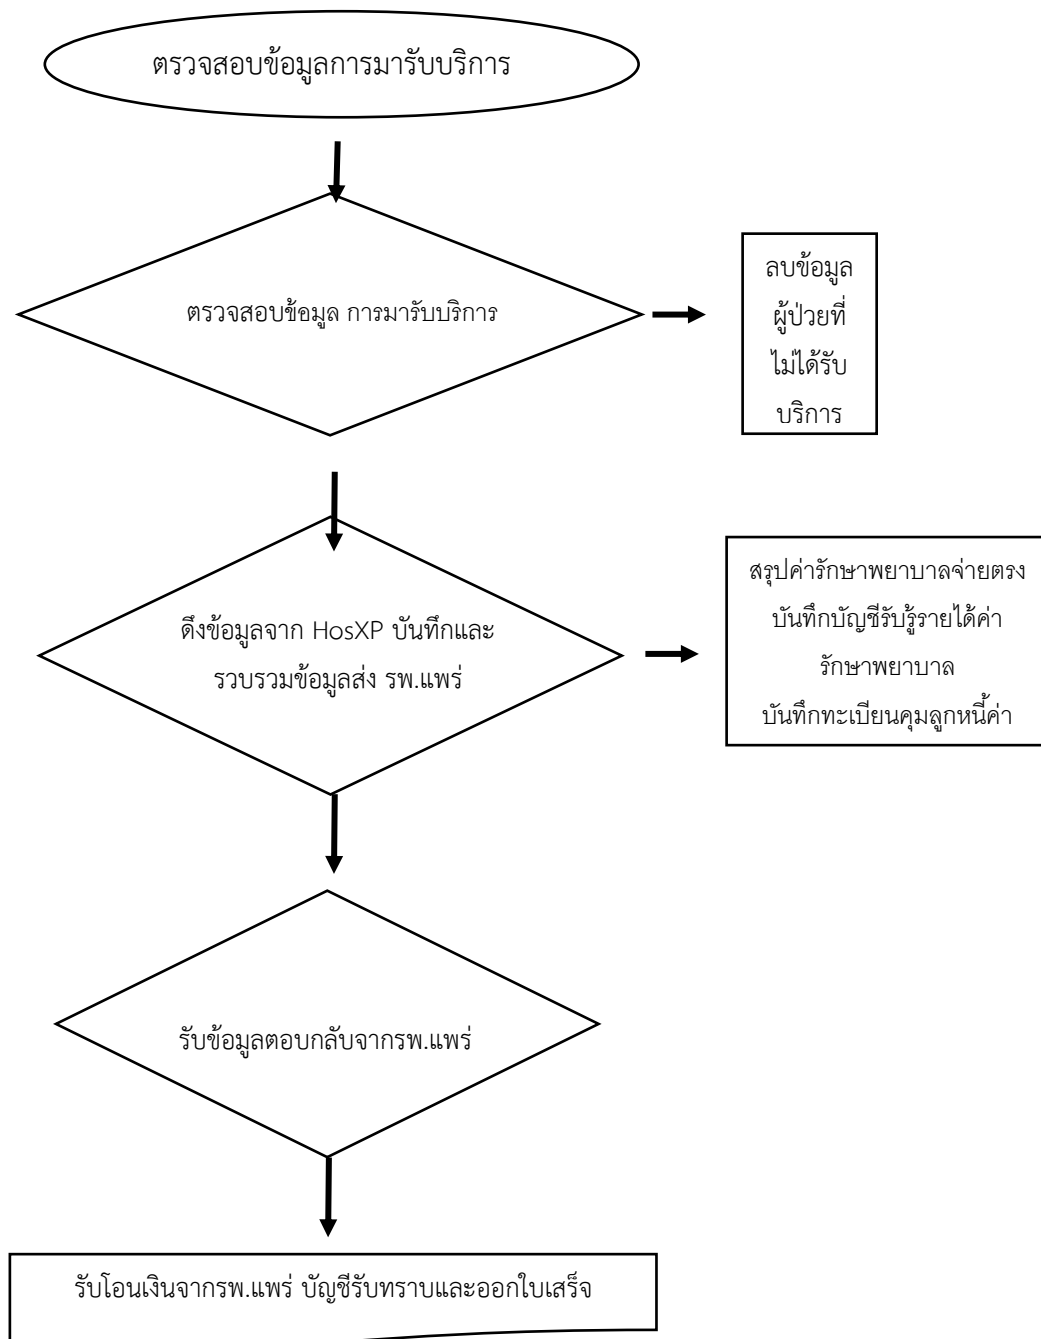 ตรวจสอบข้อมูลการมารับบริการ
ตรวจสอบข้อมูล การมารับบริการ
ลบข้อมูล
ผู้ป่วยที่
ไม่ได้รับ
บริการ
ดึงข้อมูลจาก HosXP บันทึกและ
รวบรวมข้อมูลส่ง รพ.แพร่
สรุปค่ารักษาพยาบาลจ่ายตรง
บันทึกบัญชีรับรู้รายได้ค่า
รักษาพยาบาล
บันทึกทะเบียนคุมลูกหนี้ค่า
รับข้อมูลตอบกลับจากรพ.แพร่
รับโอนเงินจากรพ.แพร่ บัญชีรับทราบและออกใบเสร็จ